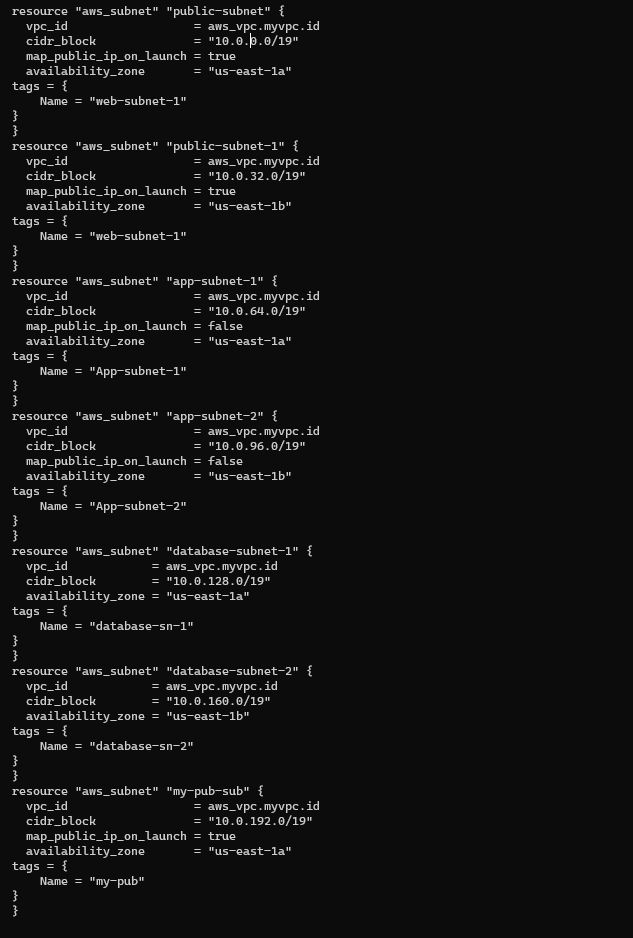 resource "aws_subnet" "public-subnet" {
  vpc_id                  = aws_vpc.myvpc.id
  cidr_block              = "10.0.0.0/19"
  map_public_ip_on_launch = true
  availability_zone       = "us-east-1a"
tags = {
    Name = "web-subnet-1"
}
}
resource "aws_subnet" "public-subnet-1" {
  vpc_id                  = aws_vpc.myvpc.id
  cidr_block              = "10.0.32.0/19"
  map_public_ip_on_launch = true
  availability_zone       = "us-east-1b"
tags = {
    Name = "web-subnet-1"
}
}
resource "aws_subnet" "app-subnet-1" {
  vpc_id                  = aws_vpc.myvpc.id
  cidr_block              = "10.0.64.0/19"
  map_public_ip_on_launch = false
  availability_zone       = "us-east-1a"
tags = {
    Name = "App-subnet-1"
}
}
resource "aws_subnet" "app-subnet-2" {
  vpc_id                  = aws_vpc.myvpc.id
  cidr_block              = "10.0.96.0/19"
  map_public_ip_on_launch = false
  availability_zone       = "us-east-1b"
tags = {
    Name = "App-subnet-2"
}
}
resource "aws_subnet" "database-subnet-1" {
  vpc_id            = aws_vpc.myvpc.id
  cidr_block        = "10.0.128.0/19"
  availability_zone = "us-east-1a"
tags = {
    Name = "database-sn-1"
}
}
resource "aws_subnet" "database-subnet-2" {
  vpc_id            = aws_vpc.myvpc.id
  cidr_block        = "10.0.160.0/19"
  availability_zone = "us-east-1b"
tags = {
    Name = "database-sn-2"
}
}
resource "aws_subnet" "my-pub-sub" {
  vpc_id                  = aws_vpc.myvpc.id
  cidr_block              = "10.0.192.0/19"
  map_public_ip_on_launch = true
  availability_zone       = "us-east-1a"
tags = {
    Name = "my-pub"
}
}